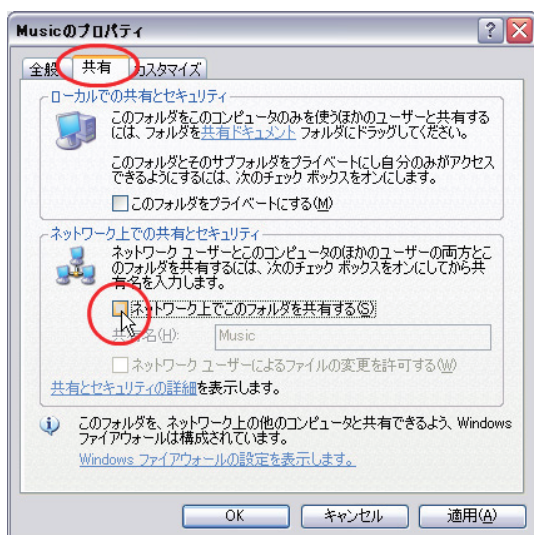 Musicのプロパティ
全般 共有 カスタマイズ
ローカルでの共有とセキュリティ
このフォルダをこのコンピュータのみを使うほかのユーザーと共有する
には、フォルダを共有ドキュメント フォルダにドラッグしてください。
このフォルダとそのサブフォルダをプライベートにし自分のみがアクセス
できるようにするには、次のチェック ボックスをオンにします。
このフォルダをプライベートにする(M)
ネットワーク上での共有とセキュリティ
ネットワーク ユーザーとこのコンピュータのほかのユーザーの両方とこ
のフォルダを共有するには、次のチェック ボックスをオンにしてから共
有名を入力します。
ネットワーク上でこのフォルダを共有する(S)
共有名(H): Music
ネットワーク ユーザーによるファイルの変更を許可する(W)
共有とセキュリティの詳細を表示します。
このフォルダを、ネットワーク上の他のコンピュータと共有できるよう、Windows
ファイアウォールは構成されています。
Windows ファイアウォールの設定を表示します。
OK キャンセル 適用(A)